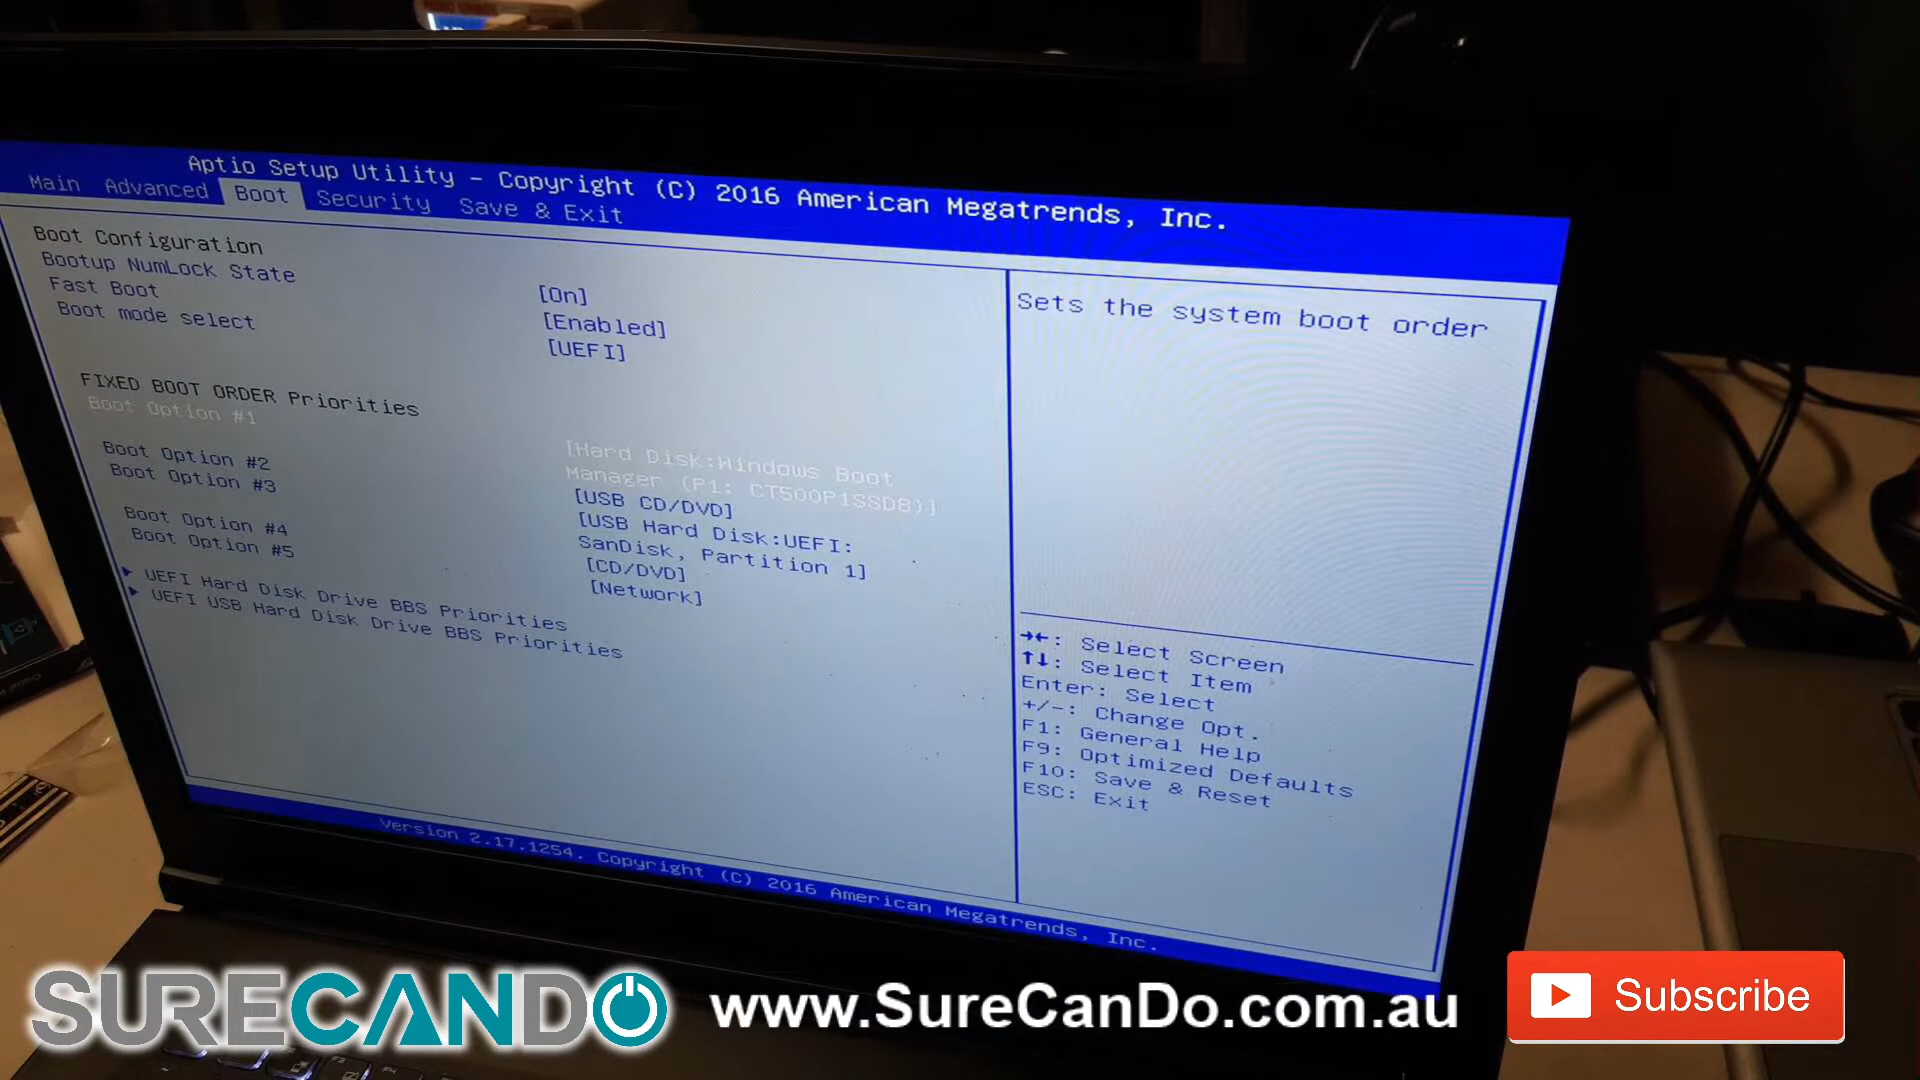 Aptio Setup Utility – Copyright (C) 2016 American Megatrends, Inc.
Main Advanced Boot Security Save & Exit
Boot Configuration
Bootup NumLock State [On]
Fast Boot [Enabled]
Boot mode select [UEFI]
FIXED BOOT ORDER Priorities
Boot Option #1 [Hard Disk:Windows Boot
Manager (P1: CT500P1SSD8)]
Boot Option #2 [USB CD/DVD]
Boot Option #3 [USB Hard Disk:UEFI:
SanDisk, Partition 1]
Boot Option #4 [CD/DVD]
Boot Option #5 [Network]
UEFI Hard Disk Drive BBS Priorities
UEFI USB Hard Disk Drive BBS Priorities
Sets the system boot order
→←: Select Screen
↑↓: Select Item
Enter: Select
+/-: Change Opt.
F1: General Help
F9: Optimized Defaults
F10: Save & Reset
ESC: Exit
Version 2.17.1254. Copyright (C) 2016 American Megatrends, Inc.
SURECANDO
www.SureCanDo.com.au
Subscribe